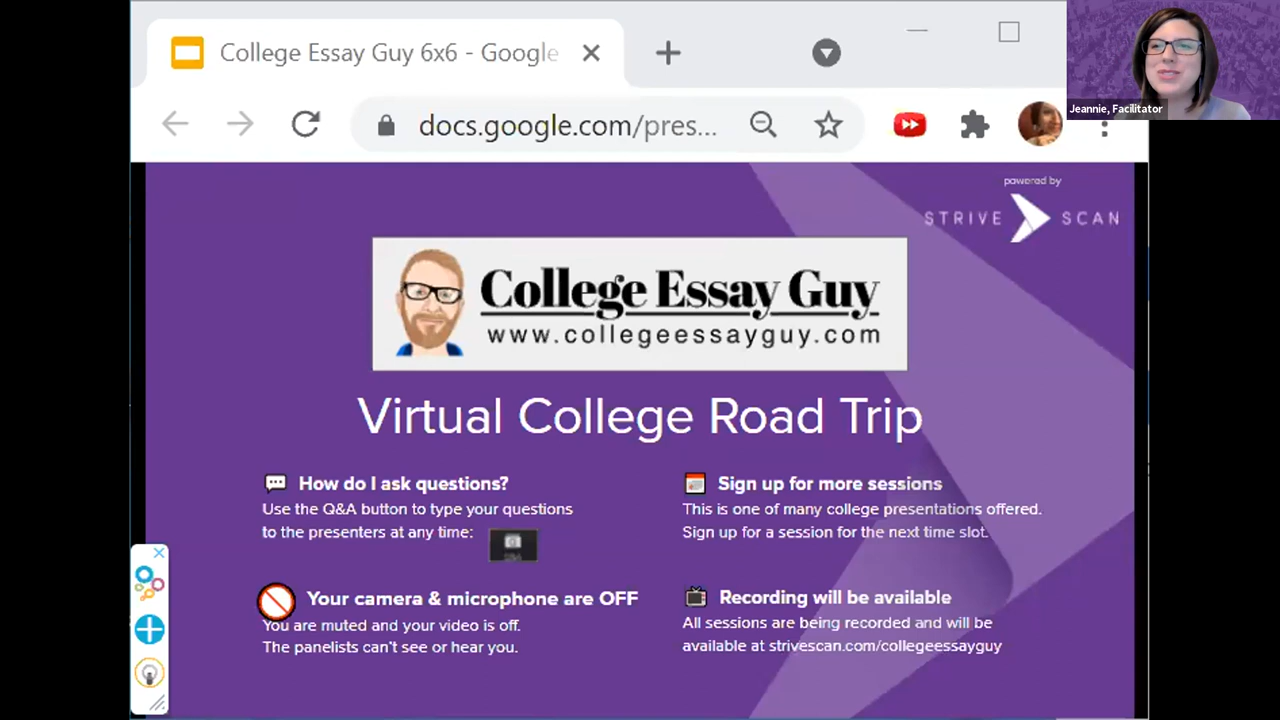 College Essay Guy 6x6 - Google
docs.google.com/pres...
Jeannie, Facilitator
powered by
STRIVE SCAN
College Essay Guy
www.collegeessayguy.com
Virtual College Road Trip
How do I ask questions?
Use the Q&A button to type your questions
to the presenters at any time:
Sign up for more sessions
This is one of many college presentations offered.
Sign up for a session for the next time slot.
Your camera & microphone are OFF
You are muted and your video is off.
The panelists can't see or hear you.
Recording will be available
All sessions are being recorded and will be
available at strivescan.com/collegeessayguy